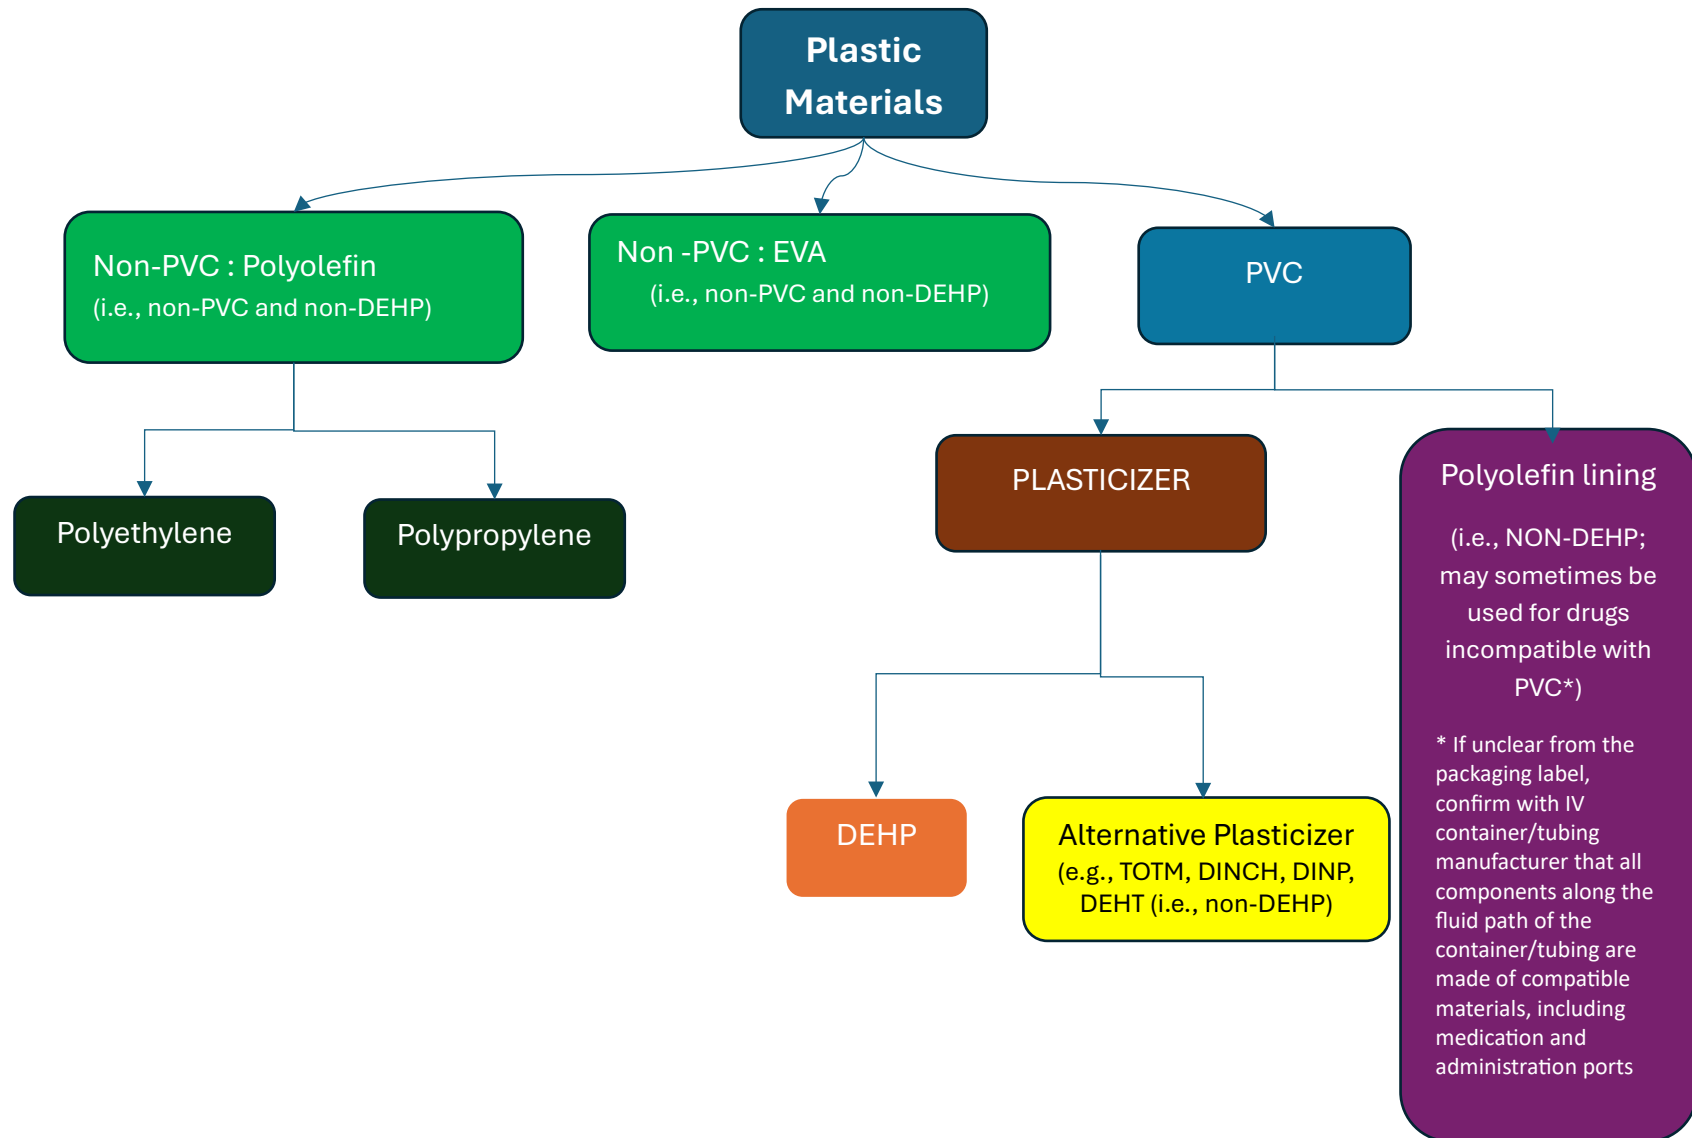 Plastic
Materials
Non-PVC : Polyolefin
(i.e., non-PVC and non-DEHP)
Non -PVC : EVA
(i.e., non-PVC and non-DEHP)
PVC
Polyethylene
Polypropylene
PLASTICIZER
DEHP
Alternative Plasticizer
(e.g., TOTM, DINCH, DINP,
DEHT (i.e., non-DEHP)
Polyolefin lining
(i.e., NON-DEHP;
may sometimes be
used for drugs
incompatible with
PVC*)
* If unclear from the
packaging label,
confirm with IV
container/tubing
manufacturer that all
components along the
fluid path of the
container/tubing are
made of compatible
materials, including
medication and
administration ports